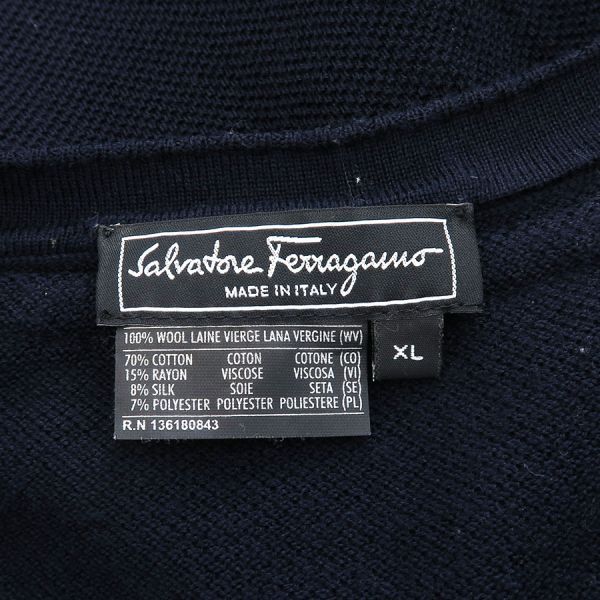 Salvatore Ferragamo
MADE IN ITALY
100% WOOL LAINE VIERGE LANA VERGINE (WV)
70% COTTON COTON COTONE (CO)
15% RAYON VISCOSE VISCOSA (VI)
8% SILK SOIE SETA (SE)
7% POLYESTER POLYESTER POLIESTERE (PL)
R.N 136180843
XL